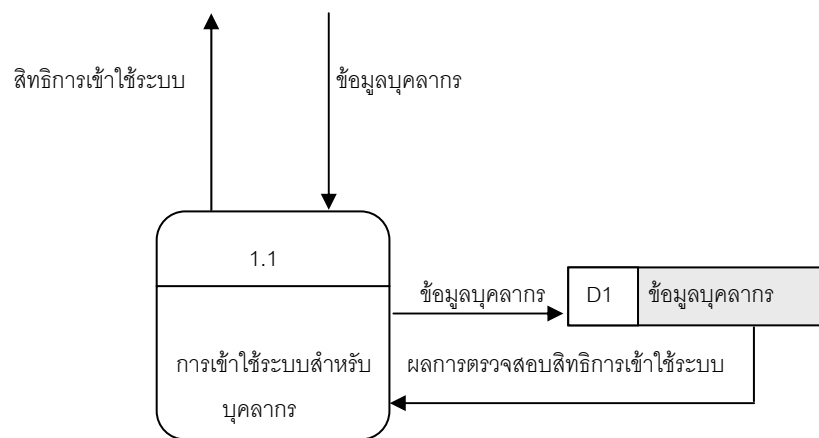 สิทธิการเข้าใช้ระบบ
ข้อมูลบุคลากร
1.1
ข้อมูลบุคลากร
D1
ข้อมูลบุคลากร
การเข้าใช้ระบบสำหรับ
บุคลากร
ผลการตรวจสอบสิทธิการเข้าใช้ระบบ